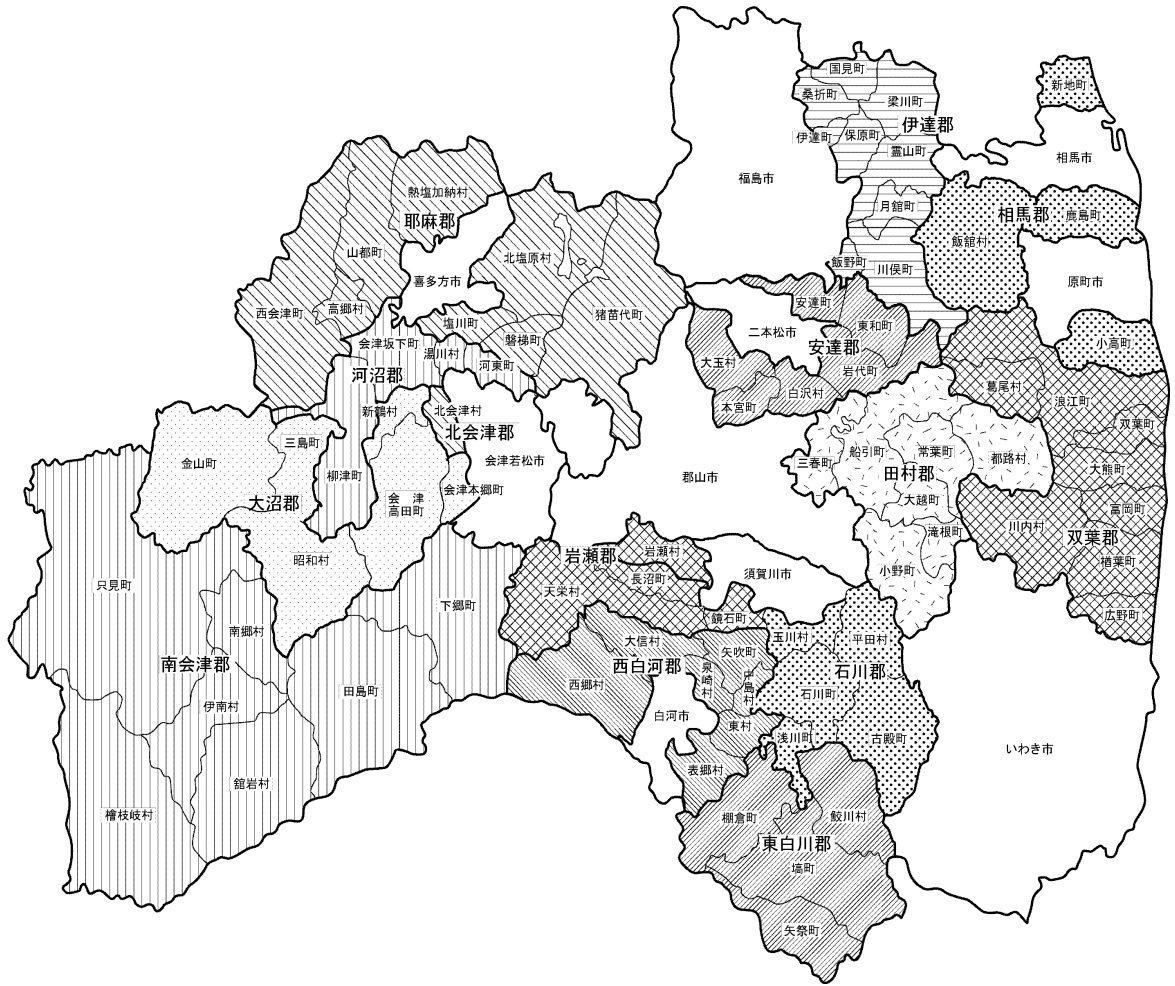 国見町
桑折町
梁川町
伊達郡
伊達町
保原町
霊山町
新地町
相馬市
福島市
月舘町
相馬郡
鹿島町
飯舘村
飯野町
川俣町
原町市
小高町
熱塩加納村
耶麻郡
山都町
喜多方市
北塩原村
西会津町
高郷村
塩川町
磐梯町
猪苗代町
会津坂下町
湯川村
河東町
河沼郡
安達町
東和町
二本松市
安達郡
大玉村
岩代町
白沢村
本宮町
葛尾村
浪江町
双葉町
大熊町
富岡町
川内村
双葉郡
楢葉町
広野町
新鶴村
北会津村
北会津郡
会津若松市
三島町
金山町
柳津町
大沼郡
会津
高田町
会津本郷町
昭和村
郡山市
三春町
船引町
常葉町
都路村
田村郡
大越町
滝根町
小野町
岩瀬郡
岩瀬村
長沼町
天栄村
須賀川市
鏡石町
只見町
下郷町
南郷村
南会津郡
伊南村
田島町
舘岩村
檜枝岐村
大信村
矢吹町
西白河郡
泉崎村
中島村
西郷村
白河市
東村
表郷村
玉川村
平田村
石川郡
石川町
浅川町
古殿町
いわき市
棚倉町
鮫川村
東白川郡
塙町
矢祭町